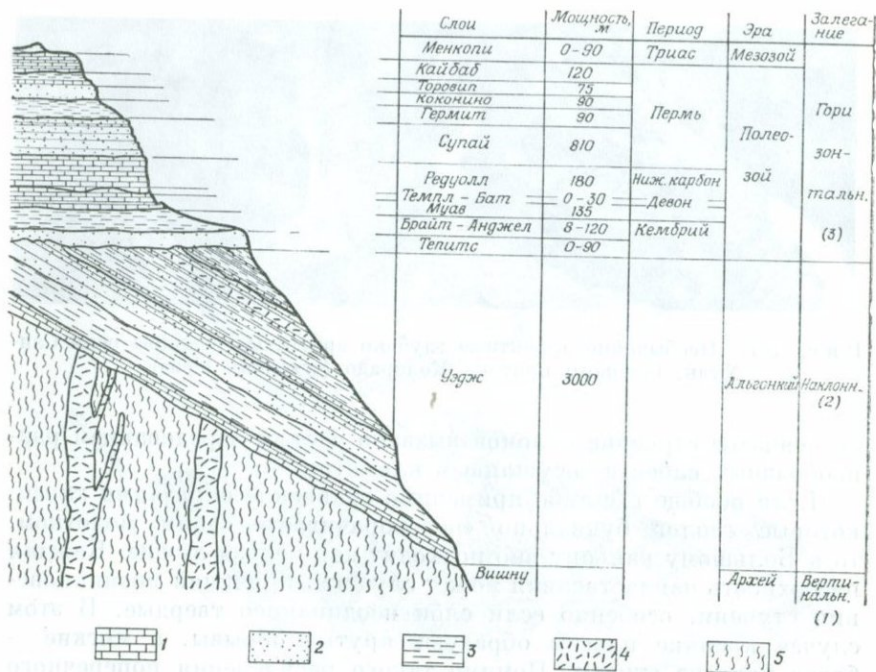 Слои Мощность, м Период Эра Залега-ние
Менкопи 0-90 Триас Мезозой
Кайбаб 120
Торовип 75
Коконино 90
Гермит 90 Пермь Гори
Супай 810 Полео- зон-
Редуолл 180 Ниж. карбон зой тальн.
Темпл-Бат 0-30 Девон
Муав 135
Брайт-Анджел 8-120 Кембрий (3)
Тепитс 0-90
Уэдж 3000 Альгонкий Наклонн.
(2)
Вишну Архей Верти-
кальн.
(1)
1 2 3 4 5